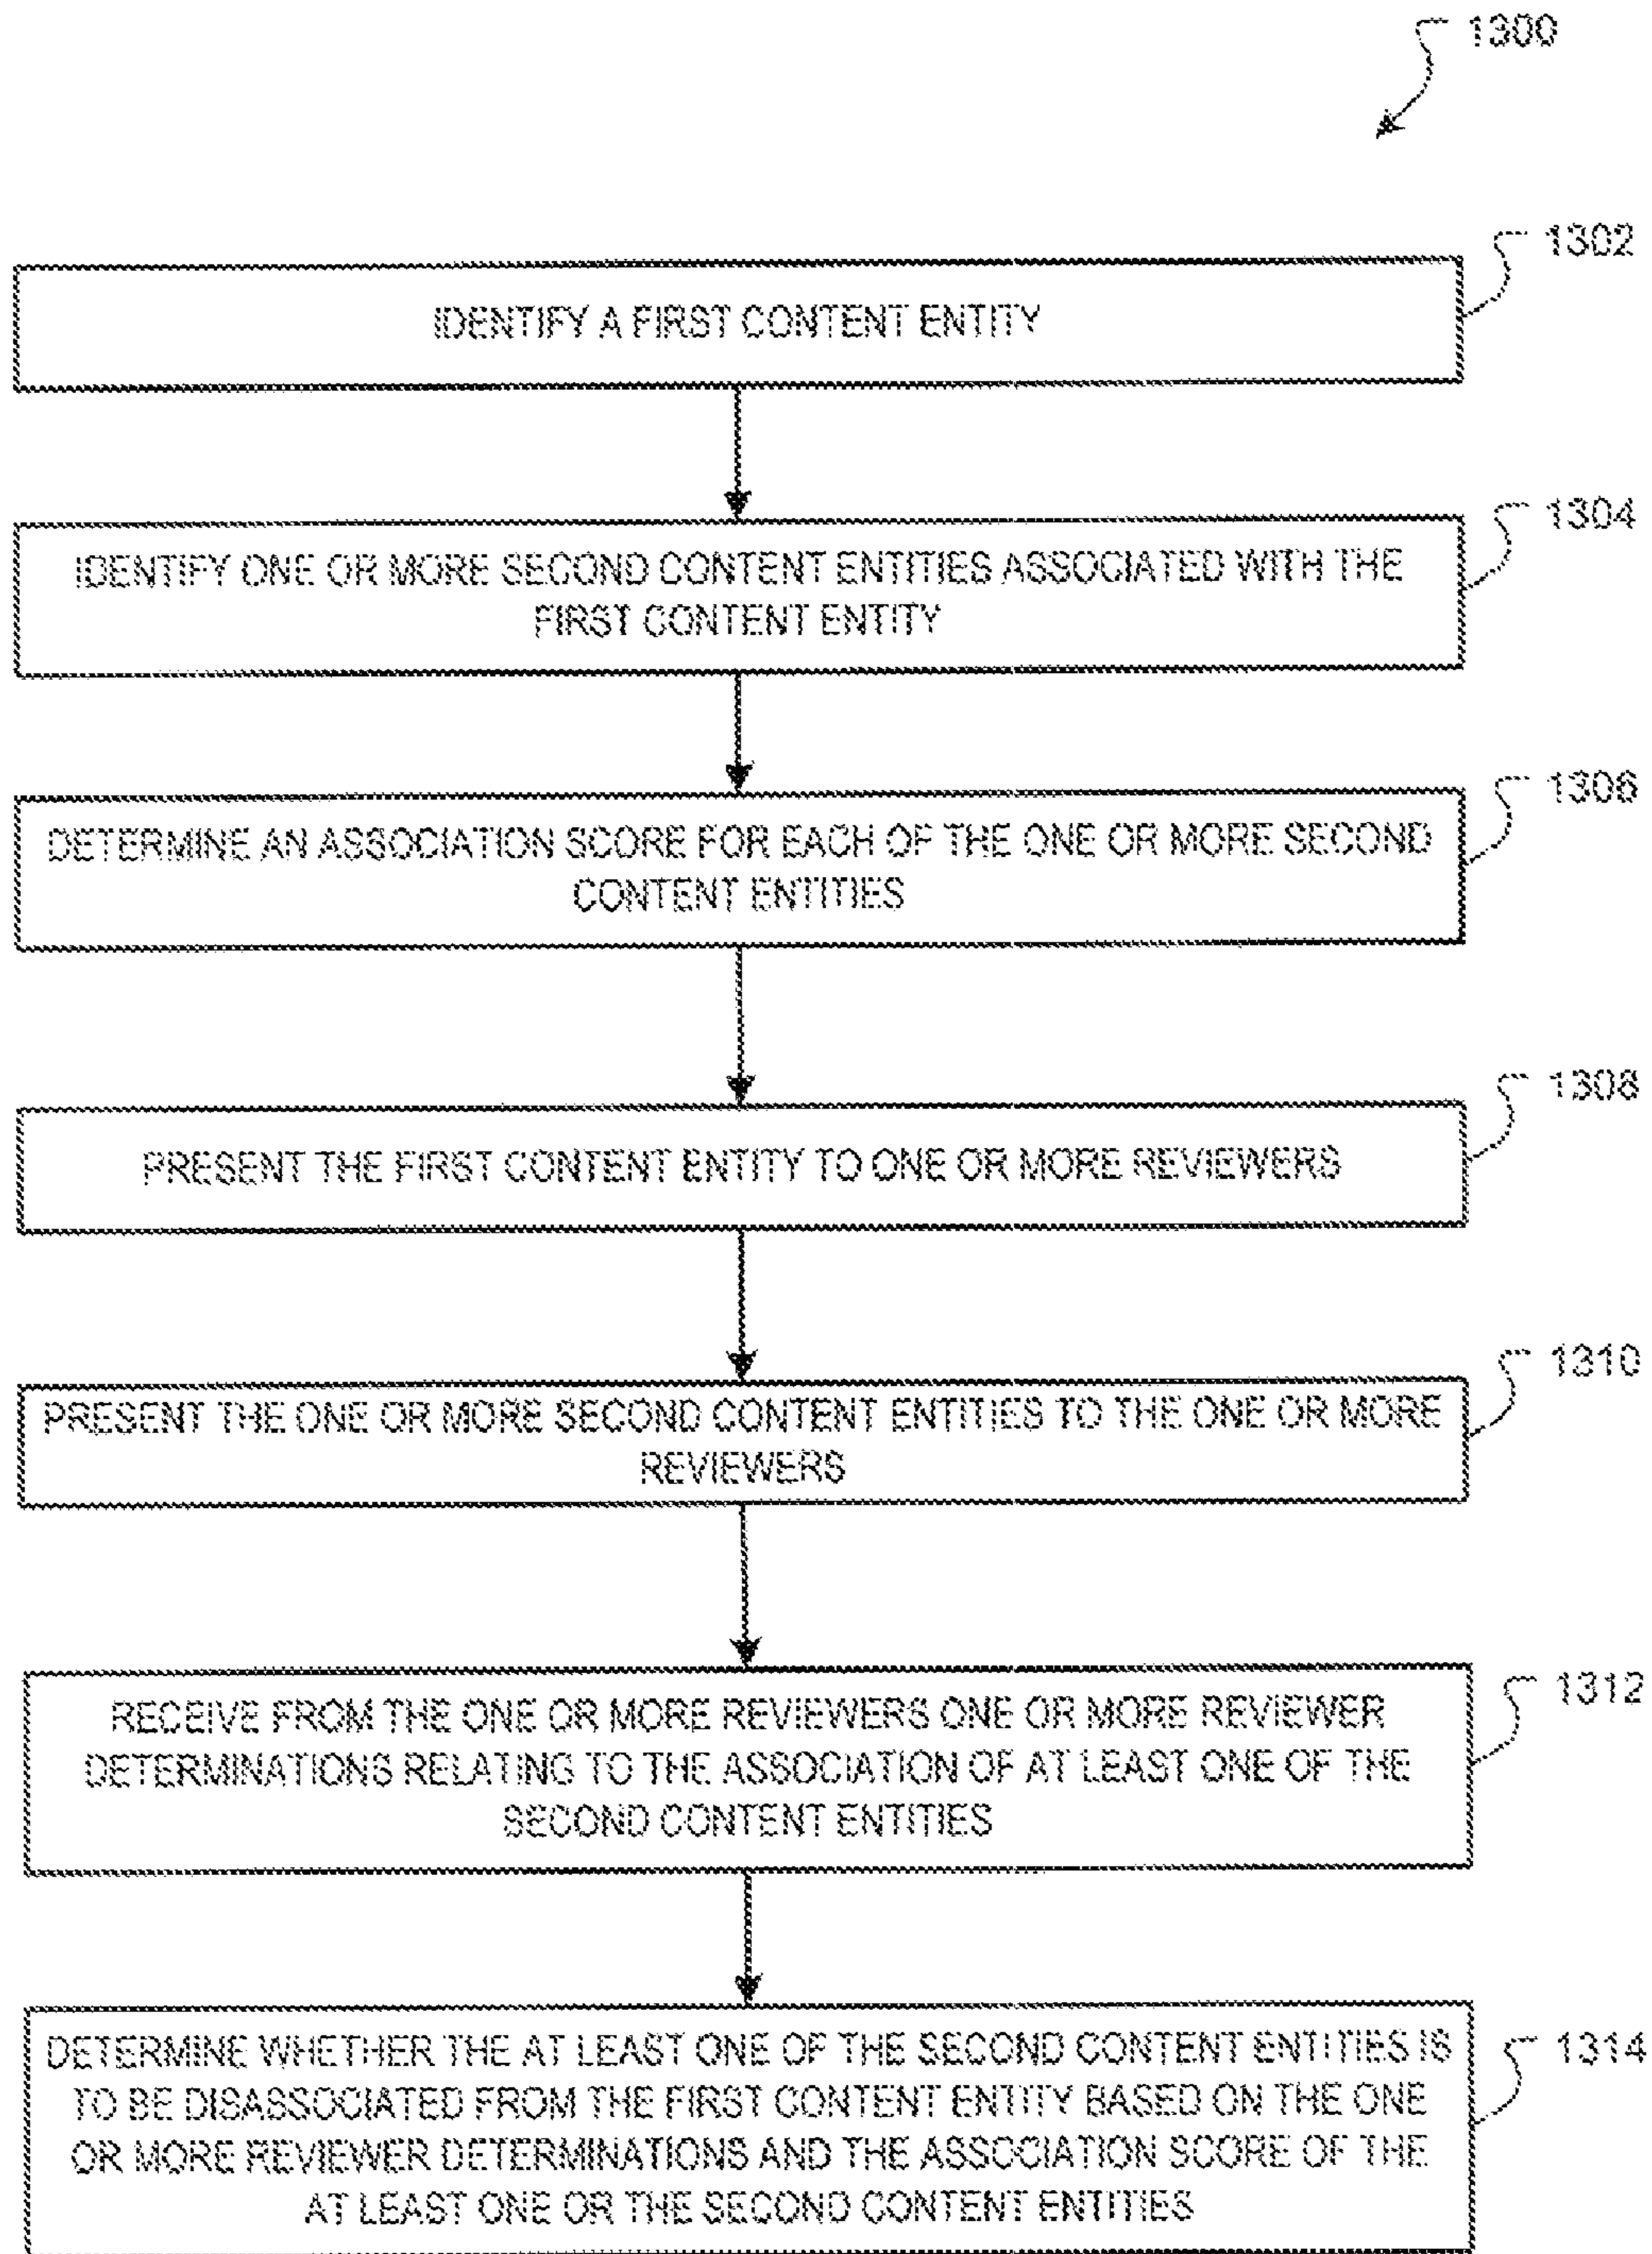 1300
1302
IDENTIFY A FIRST CONTENT ENTITY
1304
IDENTIFY ONE OR MORE SECOND CONTENT ENTITIES ASSOCIATED WITH THE
FIRST CONTENT ENTITY
1306
DETERMINE AN ASSOCIATION SCORE FOR EACH OF THE ONE OR MORE SECOND
CONTENT ENTITIES
1308
PRESENT THE FIRST CONTENT ENTITY TO ONE OR MORE REVIEWERS
1310
PRESENT THE ONE OR MORE SECOND CONTENT ENTITIES TO THE ONE OR MORE
REVIEWERS
1312
RECEIVE FROM THE ONE OR MORE REVIEWERS ONE OR MORE REVIEWER
DETERMINATIONS RELATING TO THE ASSOCIATION OF AT LEAST ONE OF THE
SECOND CONTENT ENTITIES
1314
DETERMINE WHETHER THE AT LEAST ONE OF THE SECOND CONTENT ENTITIES IS
TO BE DISASSOCIATED FROM THE FIRST CONTENT ENTITY BASED ON THE ONE
OR MORE REVIEWER DETERMINATIONS AND THE ASSOCIATION SCORE OF THE
AT LEAST ONE OR THE SECOND CONTENT ENTITIES